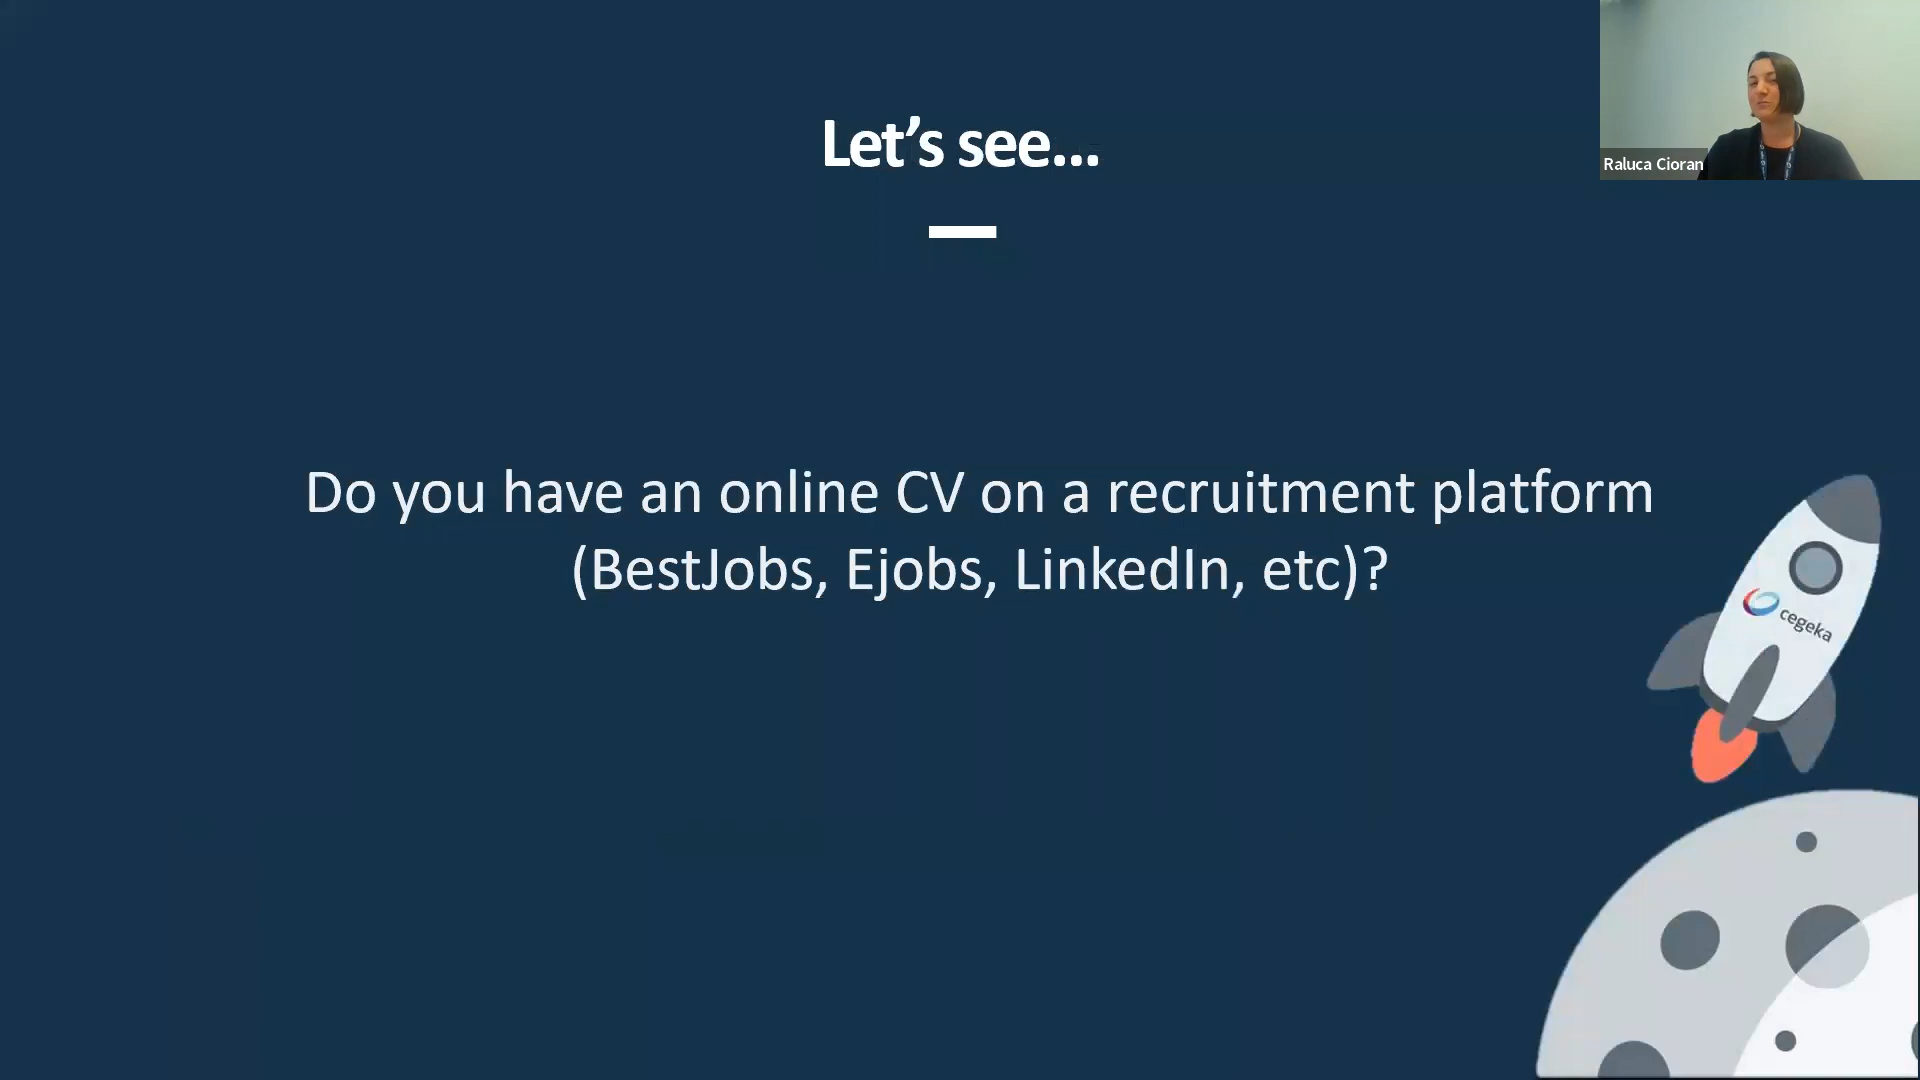 Let’s see...
Raluca Cioran
Do you have an online CV on a recruitment platform
(BestJobs, Ejobs, LinkedIn, etc)?
cegeka